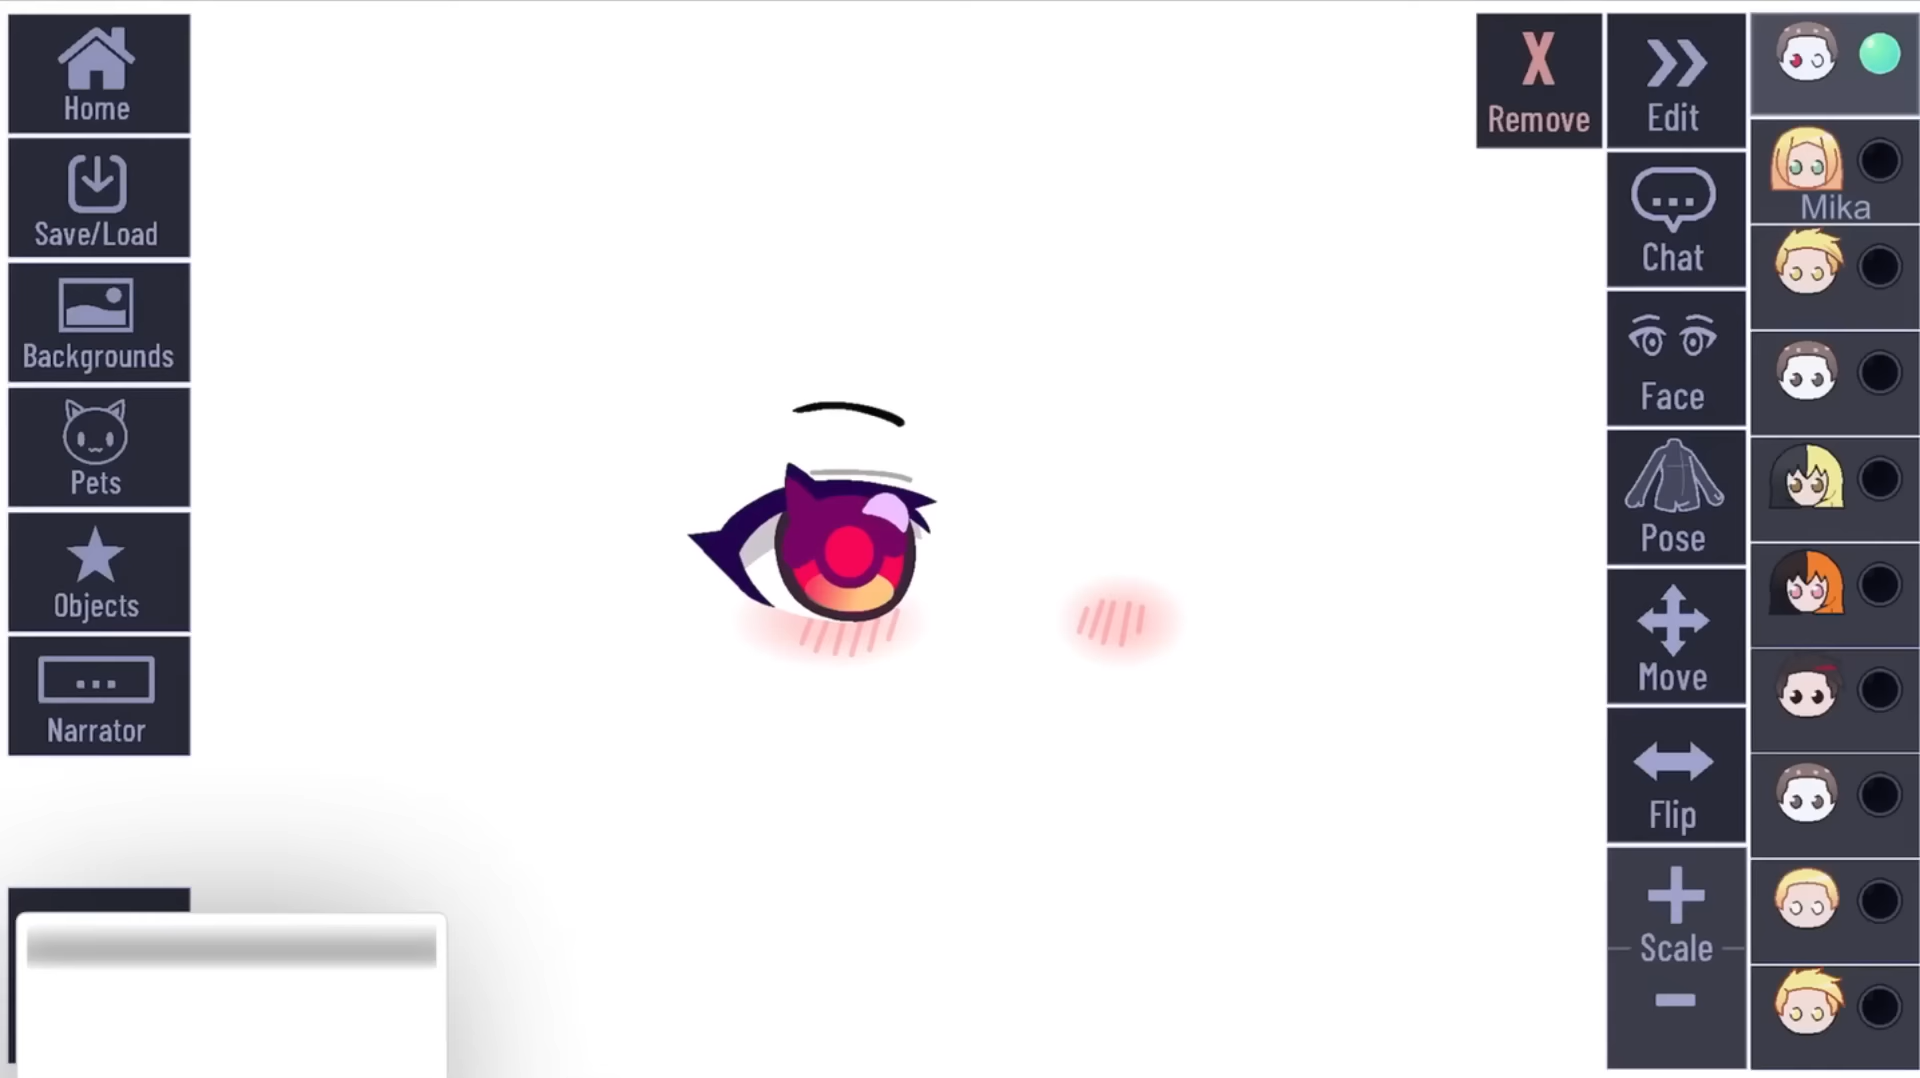 Home
Save/Load
Backgrounds
Pets
Objects
Narrator
X
Remove
Edit
Chat
Face
Pose
Move
Flip
Scale
Mika